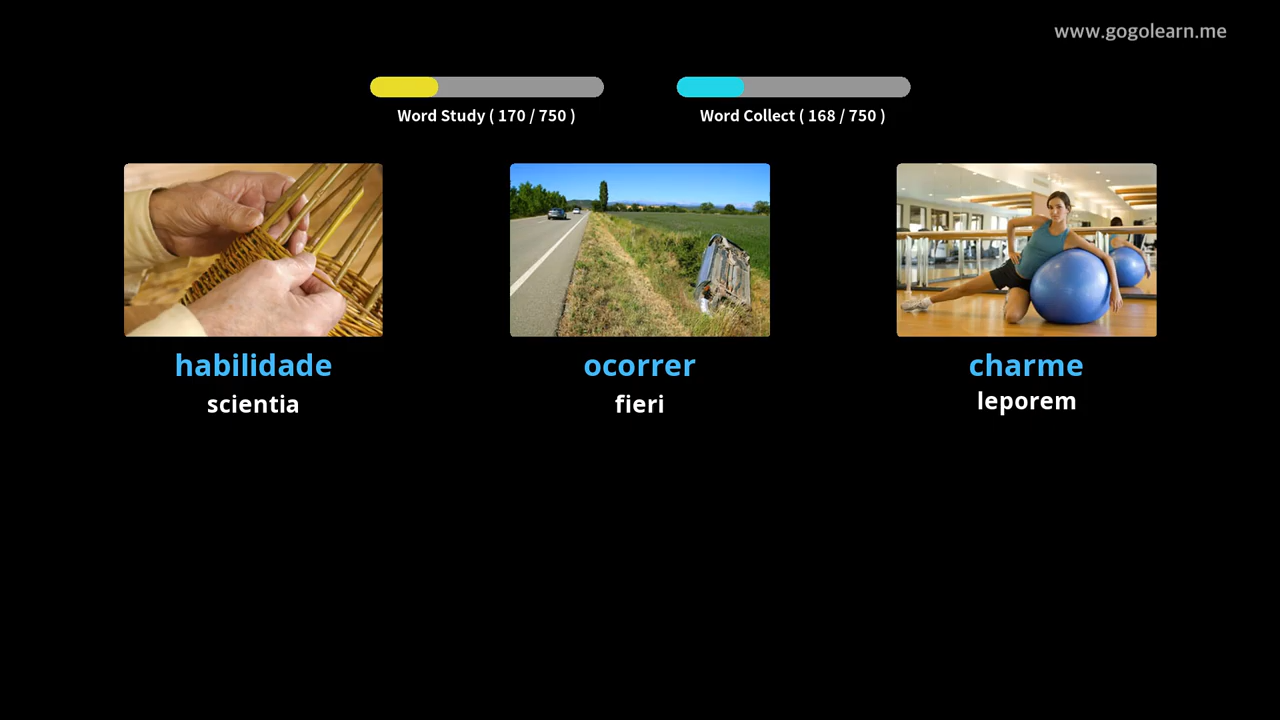 www.gogolearn.me
Word Study ( 170 / 750 )
Word Collect ( 168 / 750 )
habilidade
scientia
ocorrer
fieri
charme
leporem